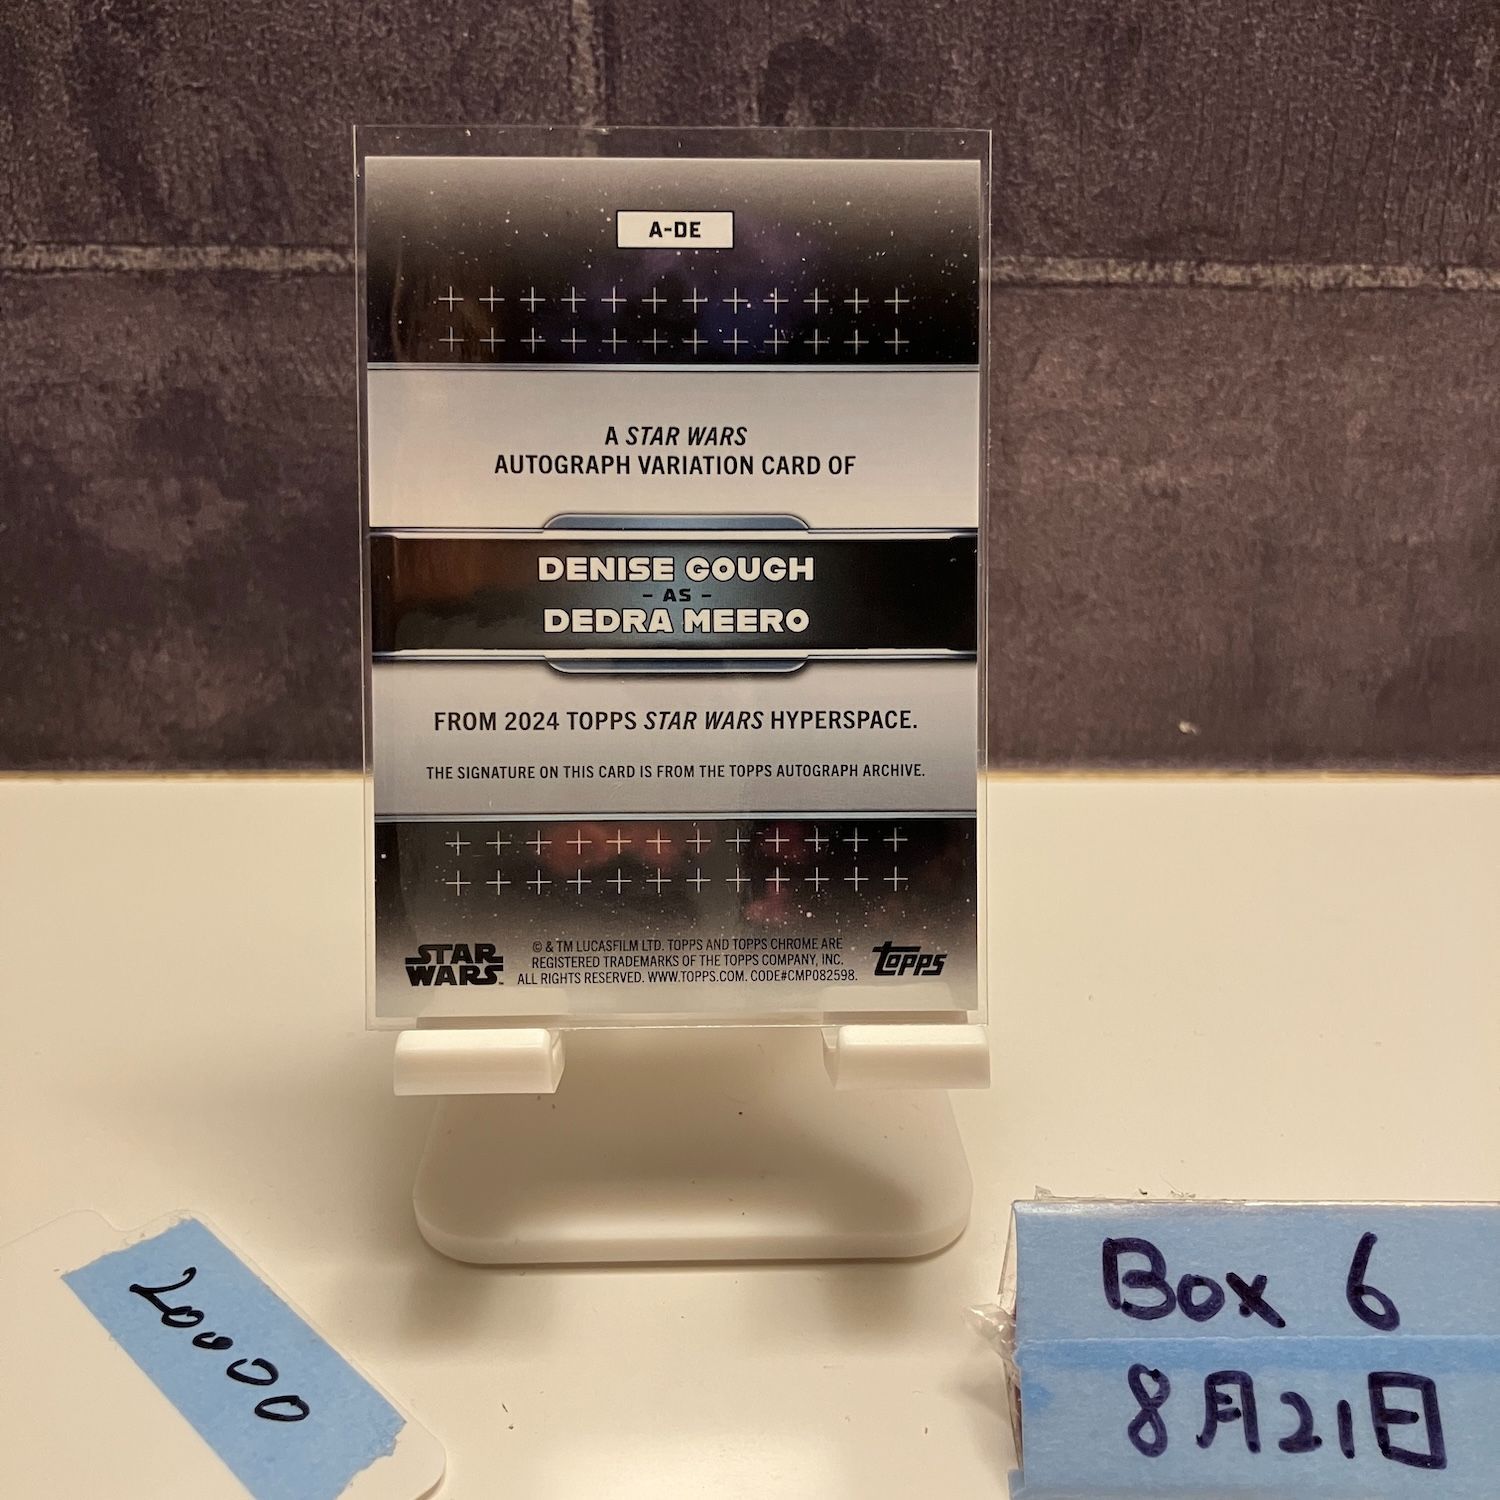 A-DE
A STAR WARS
AUTOGRAPH VARIATION CARD OF
DENISE GOUGH
- AS -
DEDRA MEERO
FROM 2024 TOPPS STAR WARS HYPERSPACE.
THE SIGNATURE ON THIS CARD IS FROM THE TOPPS AUTOGRAPH ARCHIVE.
STAR
WARS
© & TM LUCASFILM LTD. TOPPS AND TOPPS CHROME ARE
REGISTERED TRADEMARKS OF THE TOPPS COMPANY, INC.
ALL RIGHTS RESERVED. WWW.TOPPS.COM. CODE#CMP082598.
Topps
Box 6
8月21日